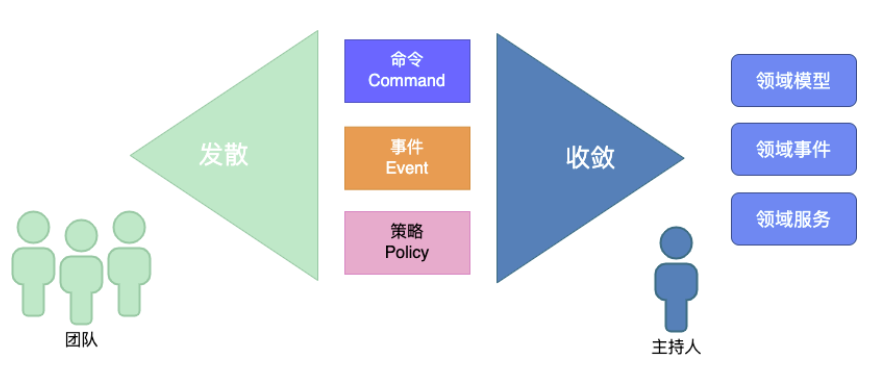 发散
命令
Command
事件
Event
策略
Policy
收敛
领域模型
领域事件
领域服务
团队
主持人